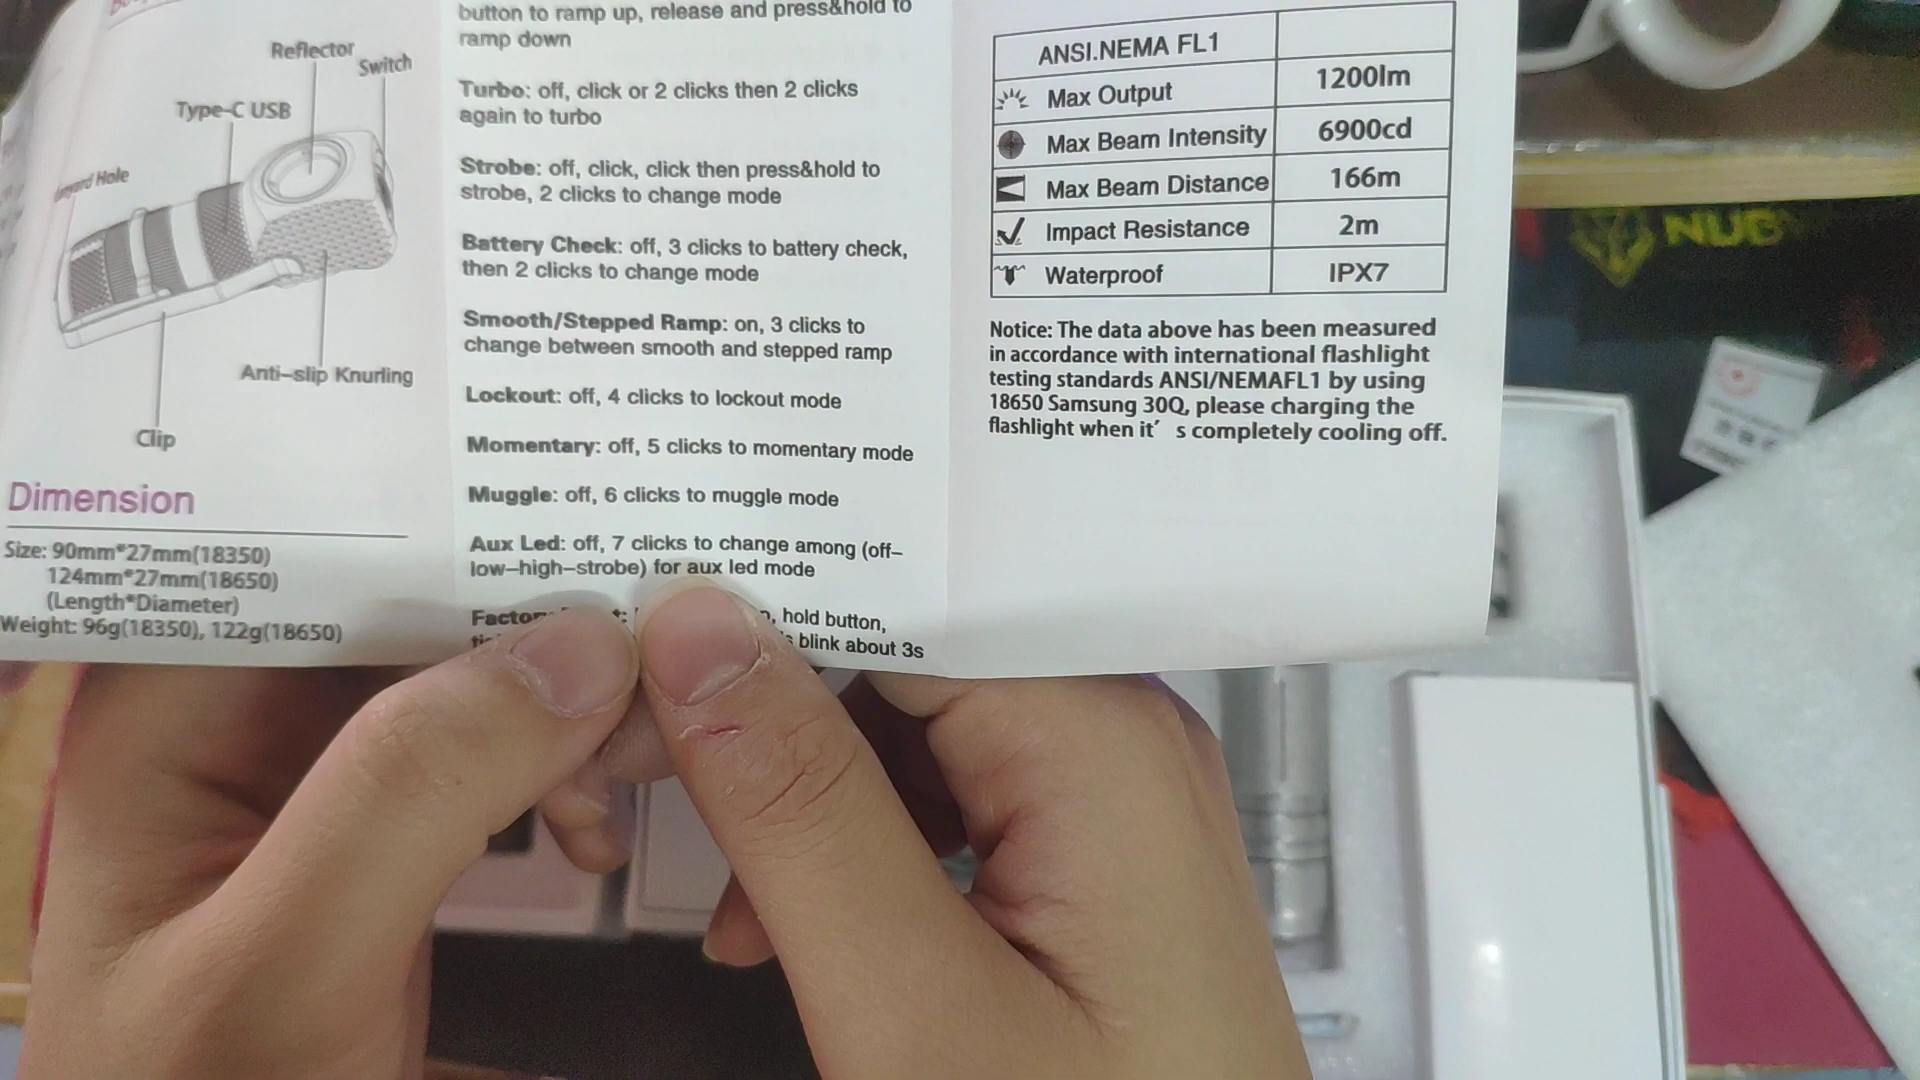 Reflector
Switch
Type-C USB
Hole
Anti-slip Knurling
Clip
Dimension
Size: 90mm*27mm(18350)
124mm*27mm(18650)
(Length*Diameter)
Weight: 96g(18350), 122g(18650)
button to ramp up, release and press&hold to
ramp down
Turbo: off, click or 2 clicks then 2 clicks
again to turbo
Strobe: off, click, click then press&hold to
strobe, 2 clicks to change mode
Battery Check: off, 3 clicks to battery check,
then 2 clicks to change mode
Smooth/Stepped Ramp: on, 3 clicks to
change between smooth and stepped ramp
Lockout: off, 4 clicks to lockout mode
Momentary: off, 5 clicks to momentary mode
Muggle: off, 6 clicks to muggle mode
Aux Led: off, 7 clicks to change among (off-
low-high-strobe) for aux led mode
hold button,
blink about 3s
ANSI.NEMA FL1
Max Output 1200lm
Max Beam Intensity 6900cd
Max Beam Distance 166m
Impact Resistance 2m
Waterproof IPX7
Notice: The data above has been measured
in accordance with international flashlight
testing standards ANSI/NEMAFL1 by using
18650 Samsung 30Q, please charging the
flashlight when it′ s completely cooling off.